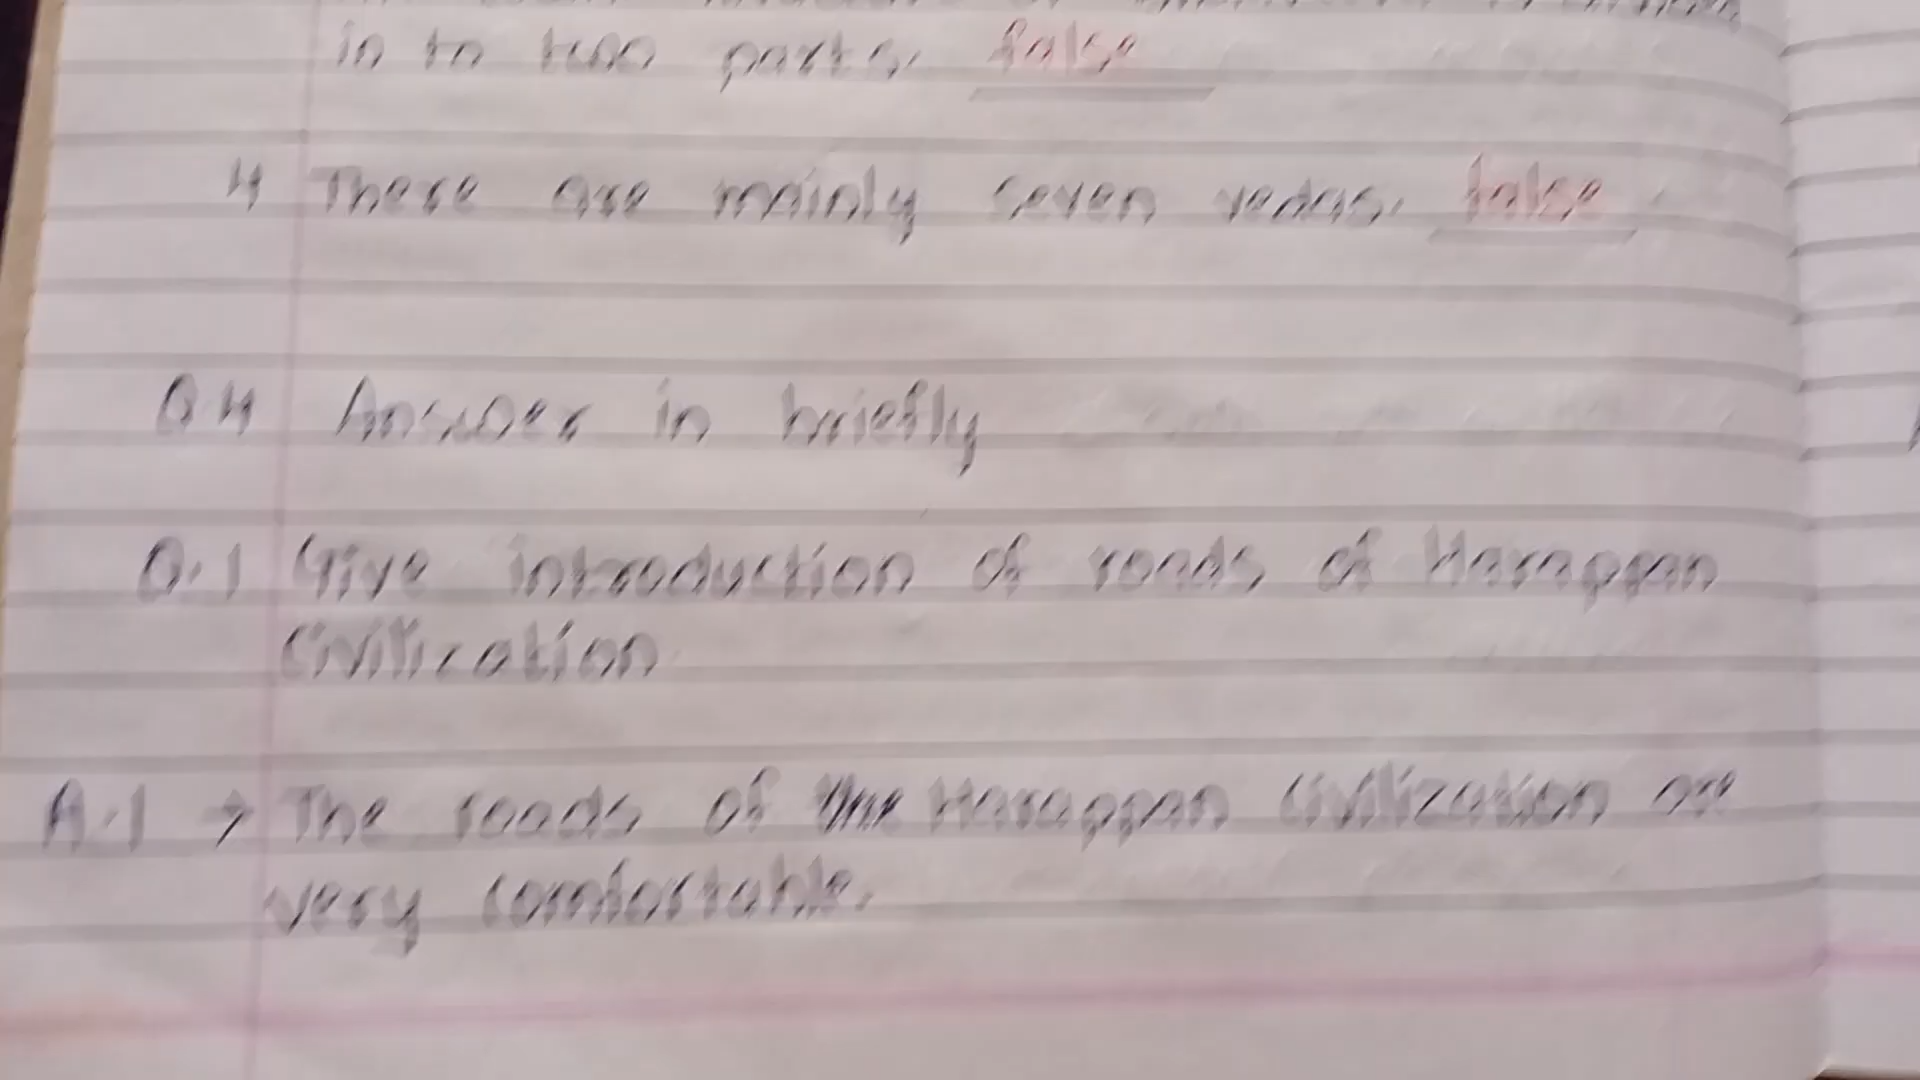 in to two parts. false
4 There are mainly seven vedas. false
Q.4 Answer in briefly
Q.1 Give introduction of roads of Harappan
Civilization
A.1 → The roads of the Harappan Civilization are
very comfortable.